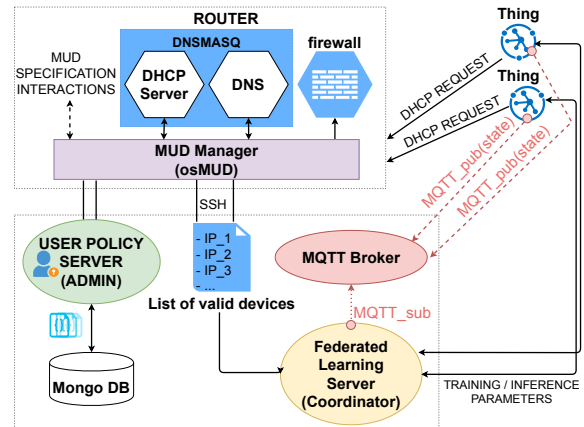 ROUTER
DNSMASQ
DHCP
Server
DNS
firewall
MUD
SPECIFICATION
INTERACTIONS
MUD Manager
(osMUD)
Thing
Thing
DHCP REQUEST
DHCP REQUEST
MQTT_pub(state)
MQTT_pub(state)
SSH
- IP_1
- IP_2
- IP_3
- ...
List of valid devices
USER POLICY
SERVER
(ADMIN)
Mongo DB
MQTT Broker
MQTT_sub
Federated
Learning
Server
(Coordinator)
TRAINING / INFERENCE
PARAMETERS